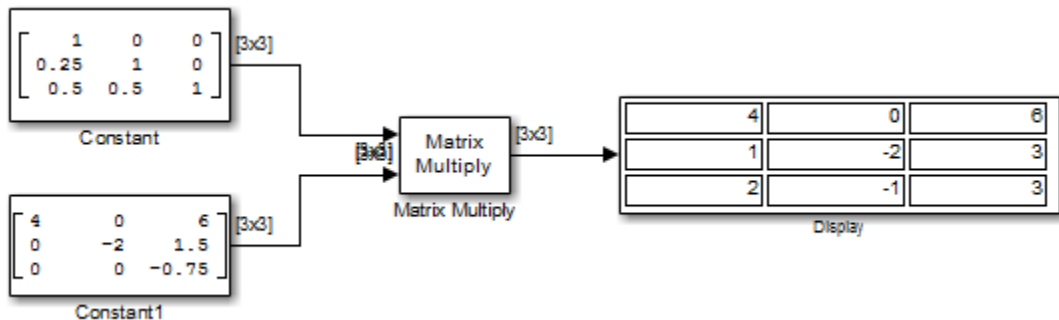 1 0 0
0.25 1 0
0.5 0.5 1
[3x3]
Constant
4 0 6
0 -2 1.5
0 0 -0.75
[3x3]
Constant1
Matrix
Multiply
Matrix Multiply
[3x3]
4 0 6
1 -2 3
2 -1 3
Display